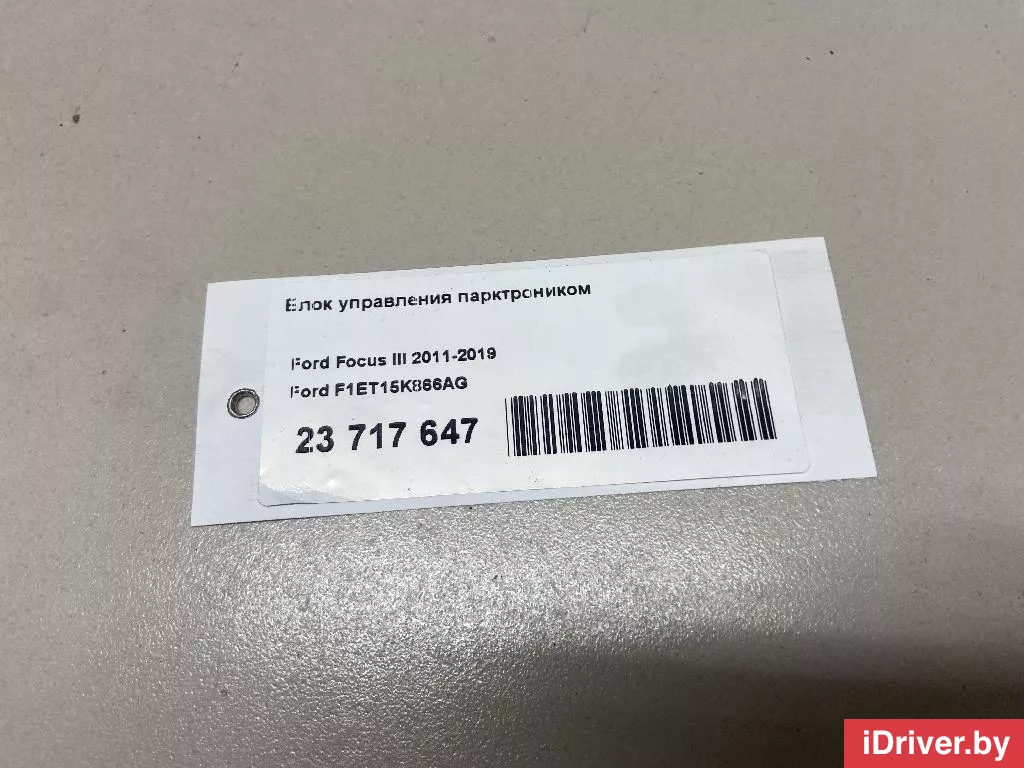 Блок управления парктроником
Ford Focus III 2011-2019
Ford F1ET15K866AG
23 717 647
iDriver.by